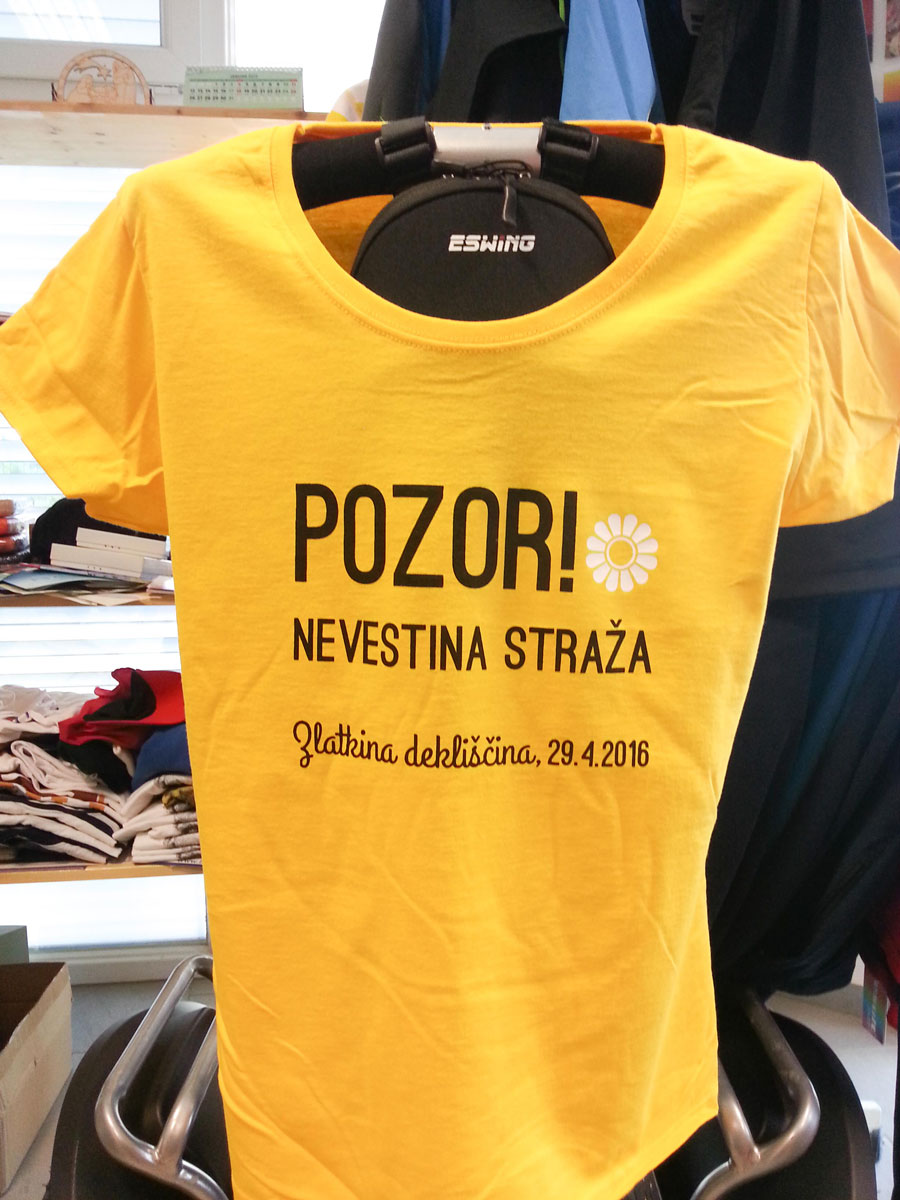 ESWING
POZOR!
NEVESTINA STRAŽA
Zlatkina dekliščina, 29.4.2016